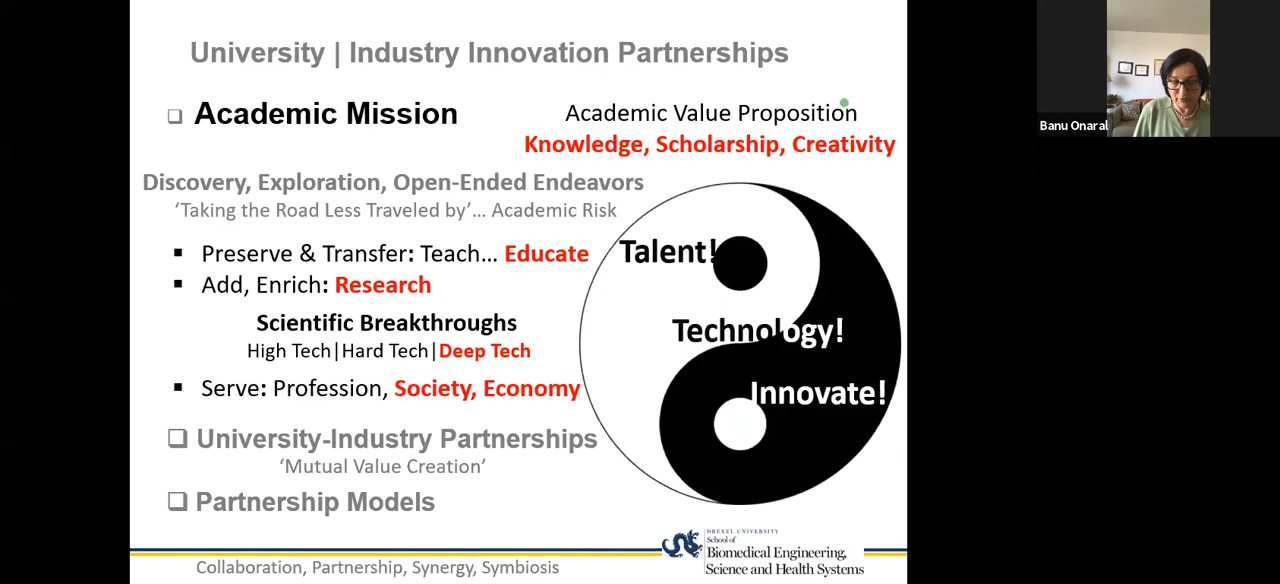 University | Industry Innovation Partnerships
Academic Mission
Academic Value Proposition
Knowledge, Scholarship, Creativity
Discovery, Exploration, Open-Ended Endeavors
‘Taking the Road Less Traveled by’... Academic Risk
Preserve & Transfer: Teach... Educate
Add, Enrich: Research
Scientific Breakthroughs
High Tech|Hard Tech|Deep Tech
Serve: Profession, Society, Economy
University-Industry Partnerships
‘Mutual Value Creation’
Partnership Models
Talent!
Technology!
Innovate!
DREXEL UNIVERSITY
School of
Biomedical Engineering,
Science and Health Systems
Collaboration, Partnership, Synergy, Symbiosis
Banu Onaral